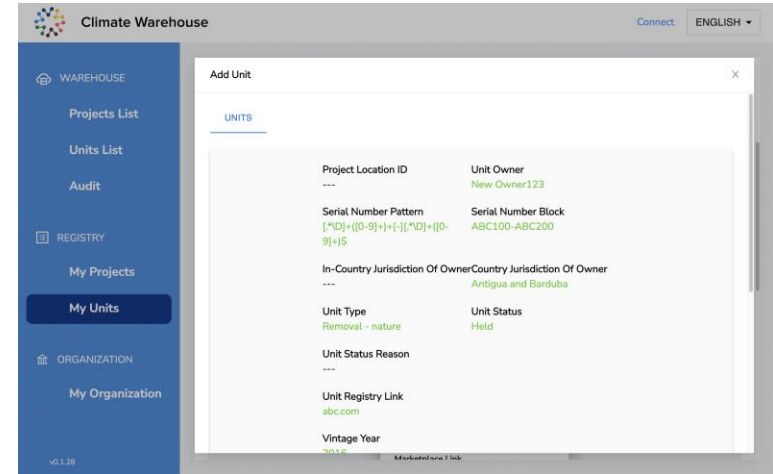 Climate Warehouse
Connect
ENGLISH
WAREHOUSE
Projects List
Units List
Audit
REGISTRY
My Projects
My Units
ORGANIZATION
My Organization
v0.1.28
Add Unit
X
UNITS
Project Location ID
Unit Owner
---
New Owner123
Serial Number Pattern
Serial Number Block
[.*\D]+([0-9]+)+[-][.*\D]+([0-
9]+)$
ABC100-ABC200
In-Country Jurisdiction Of Owner
Country Jurisdiction Of Owner
---
Antigua and Barduba
Unit Type
Unit Status
Removal - nature
Held
Unit Status Reason
---
Unit Registry Link
abc.com
Vintage Year
2016
Marketplace Link